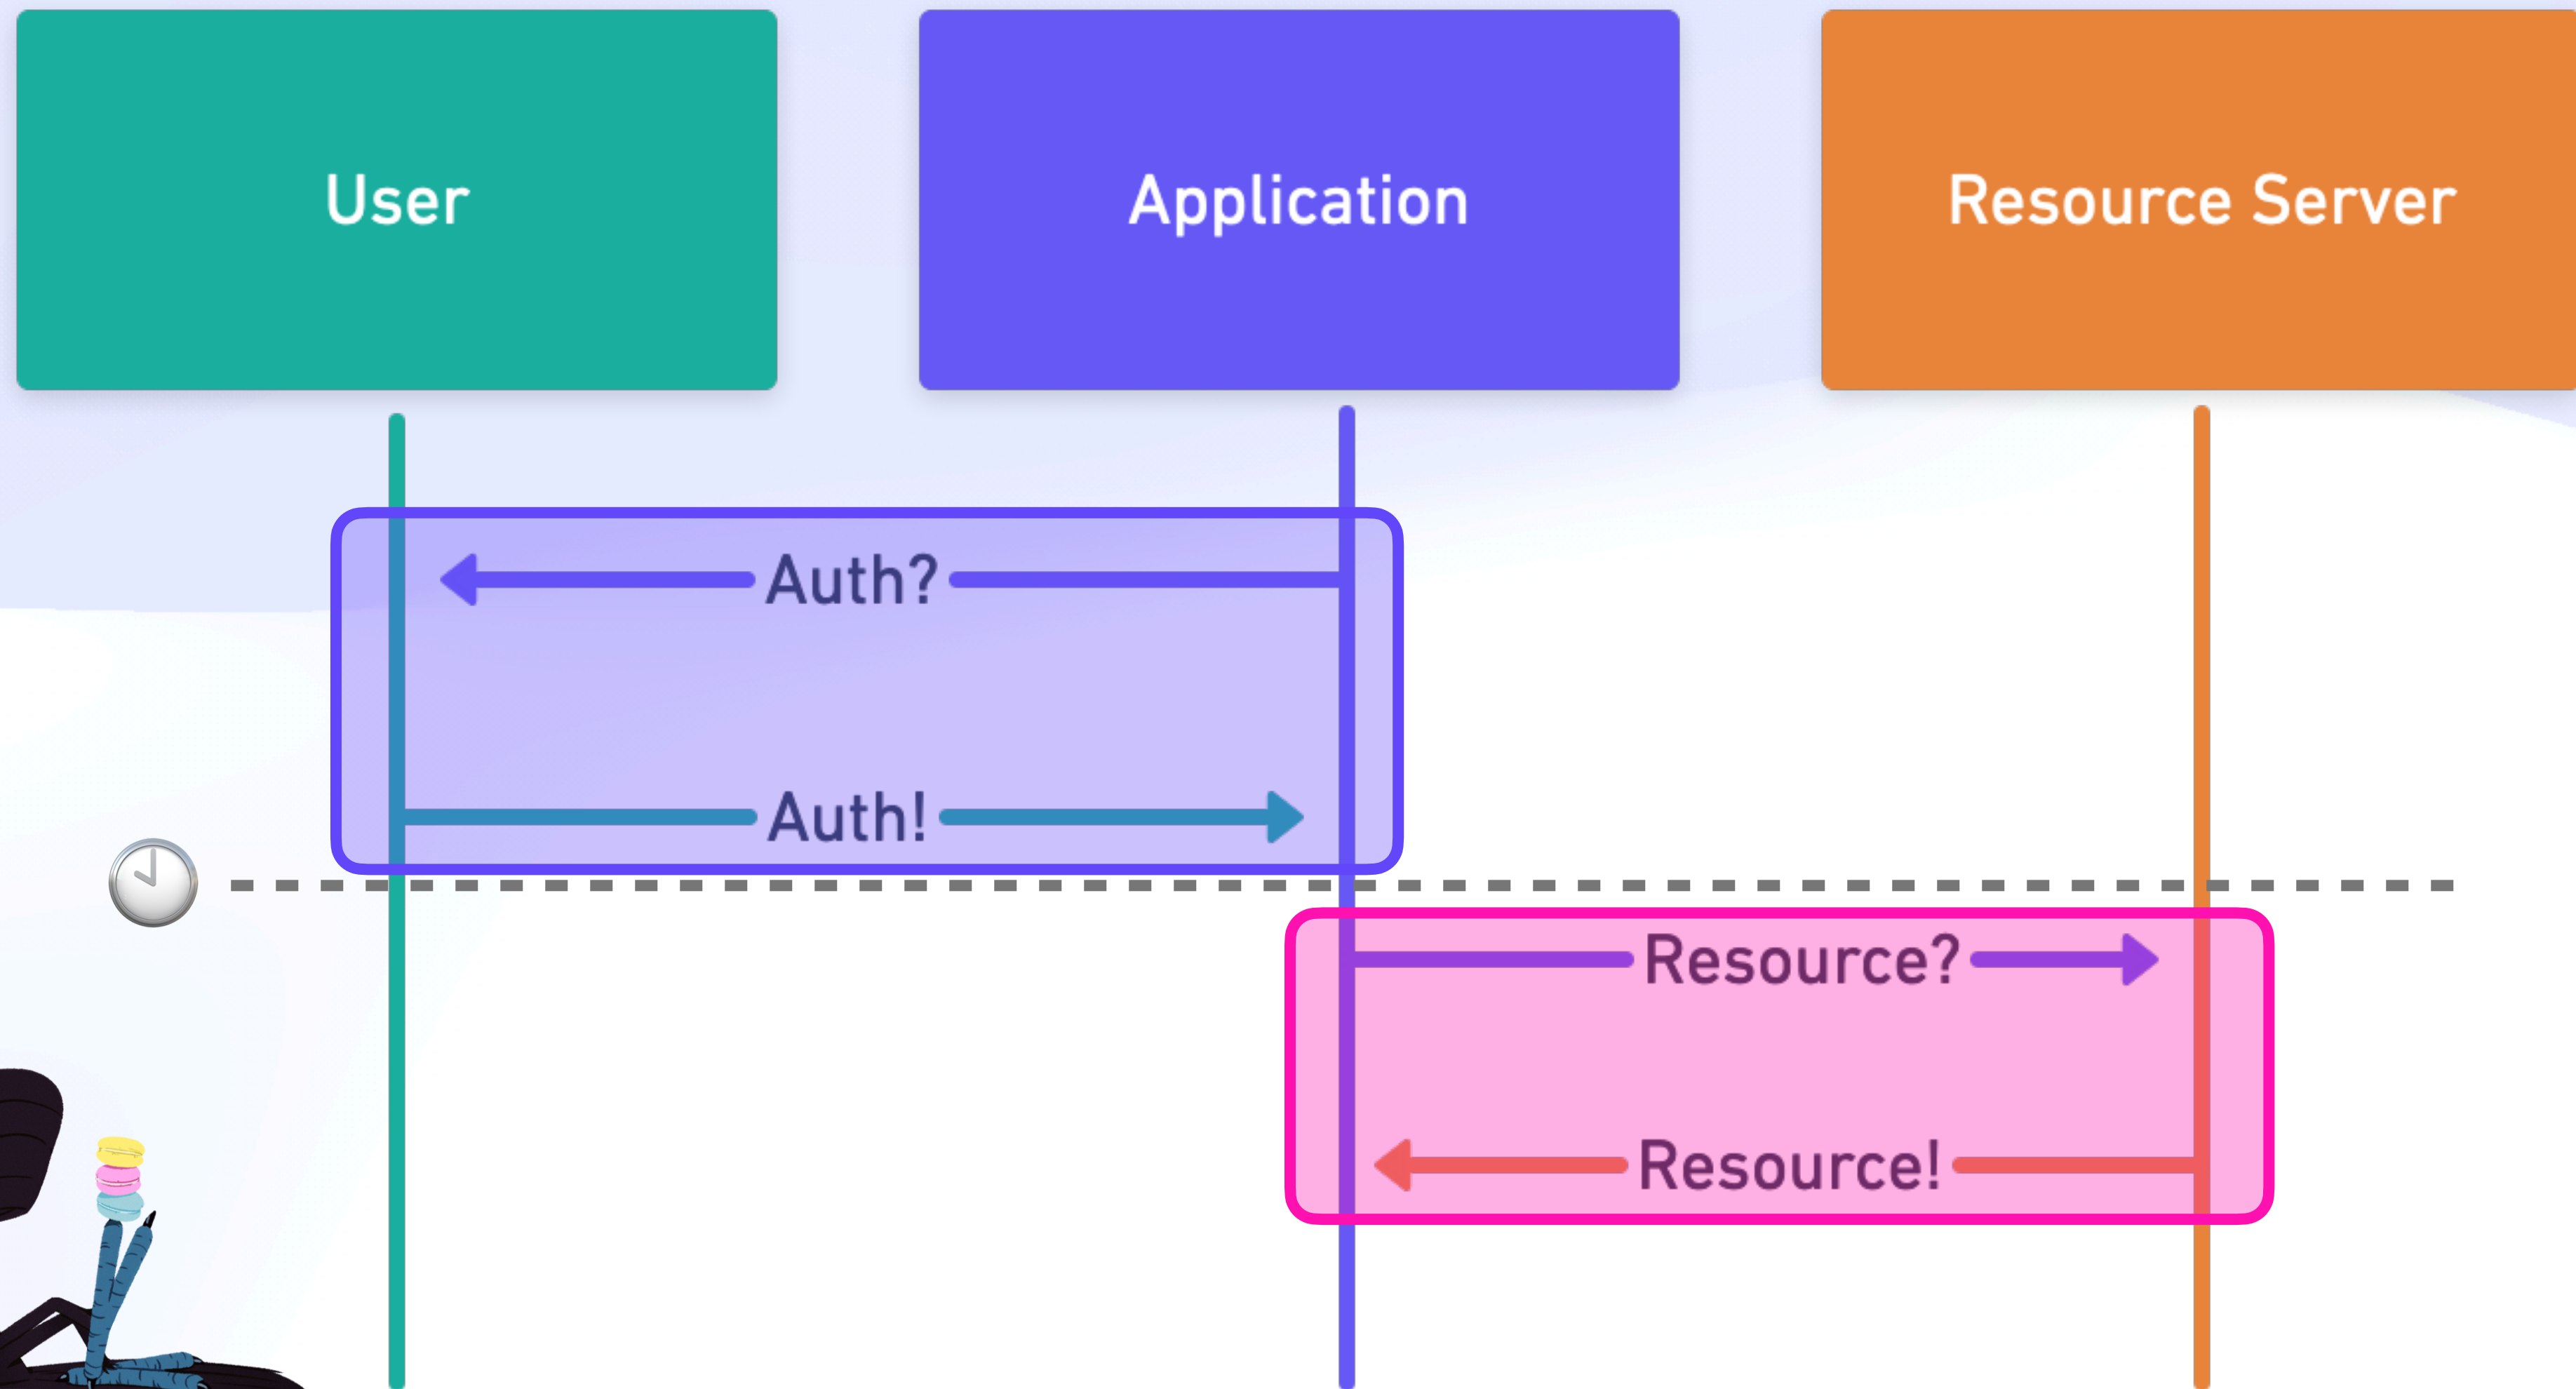 User
Application
Resource Server
Auth?
Auth!
Resource?
Resource!